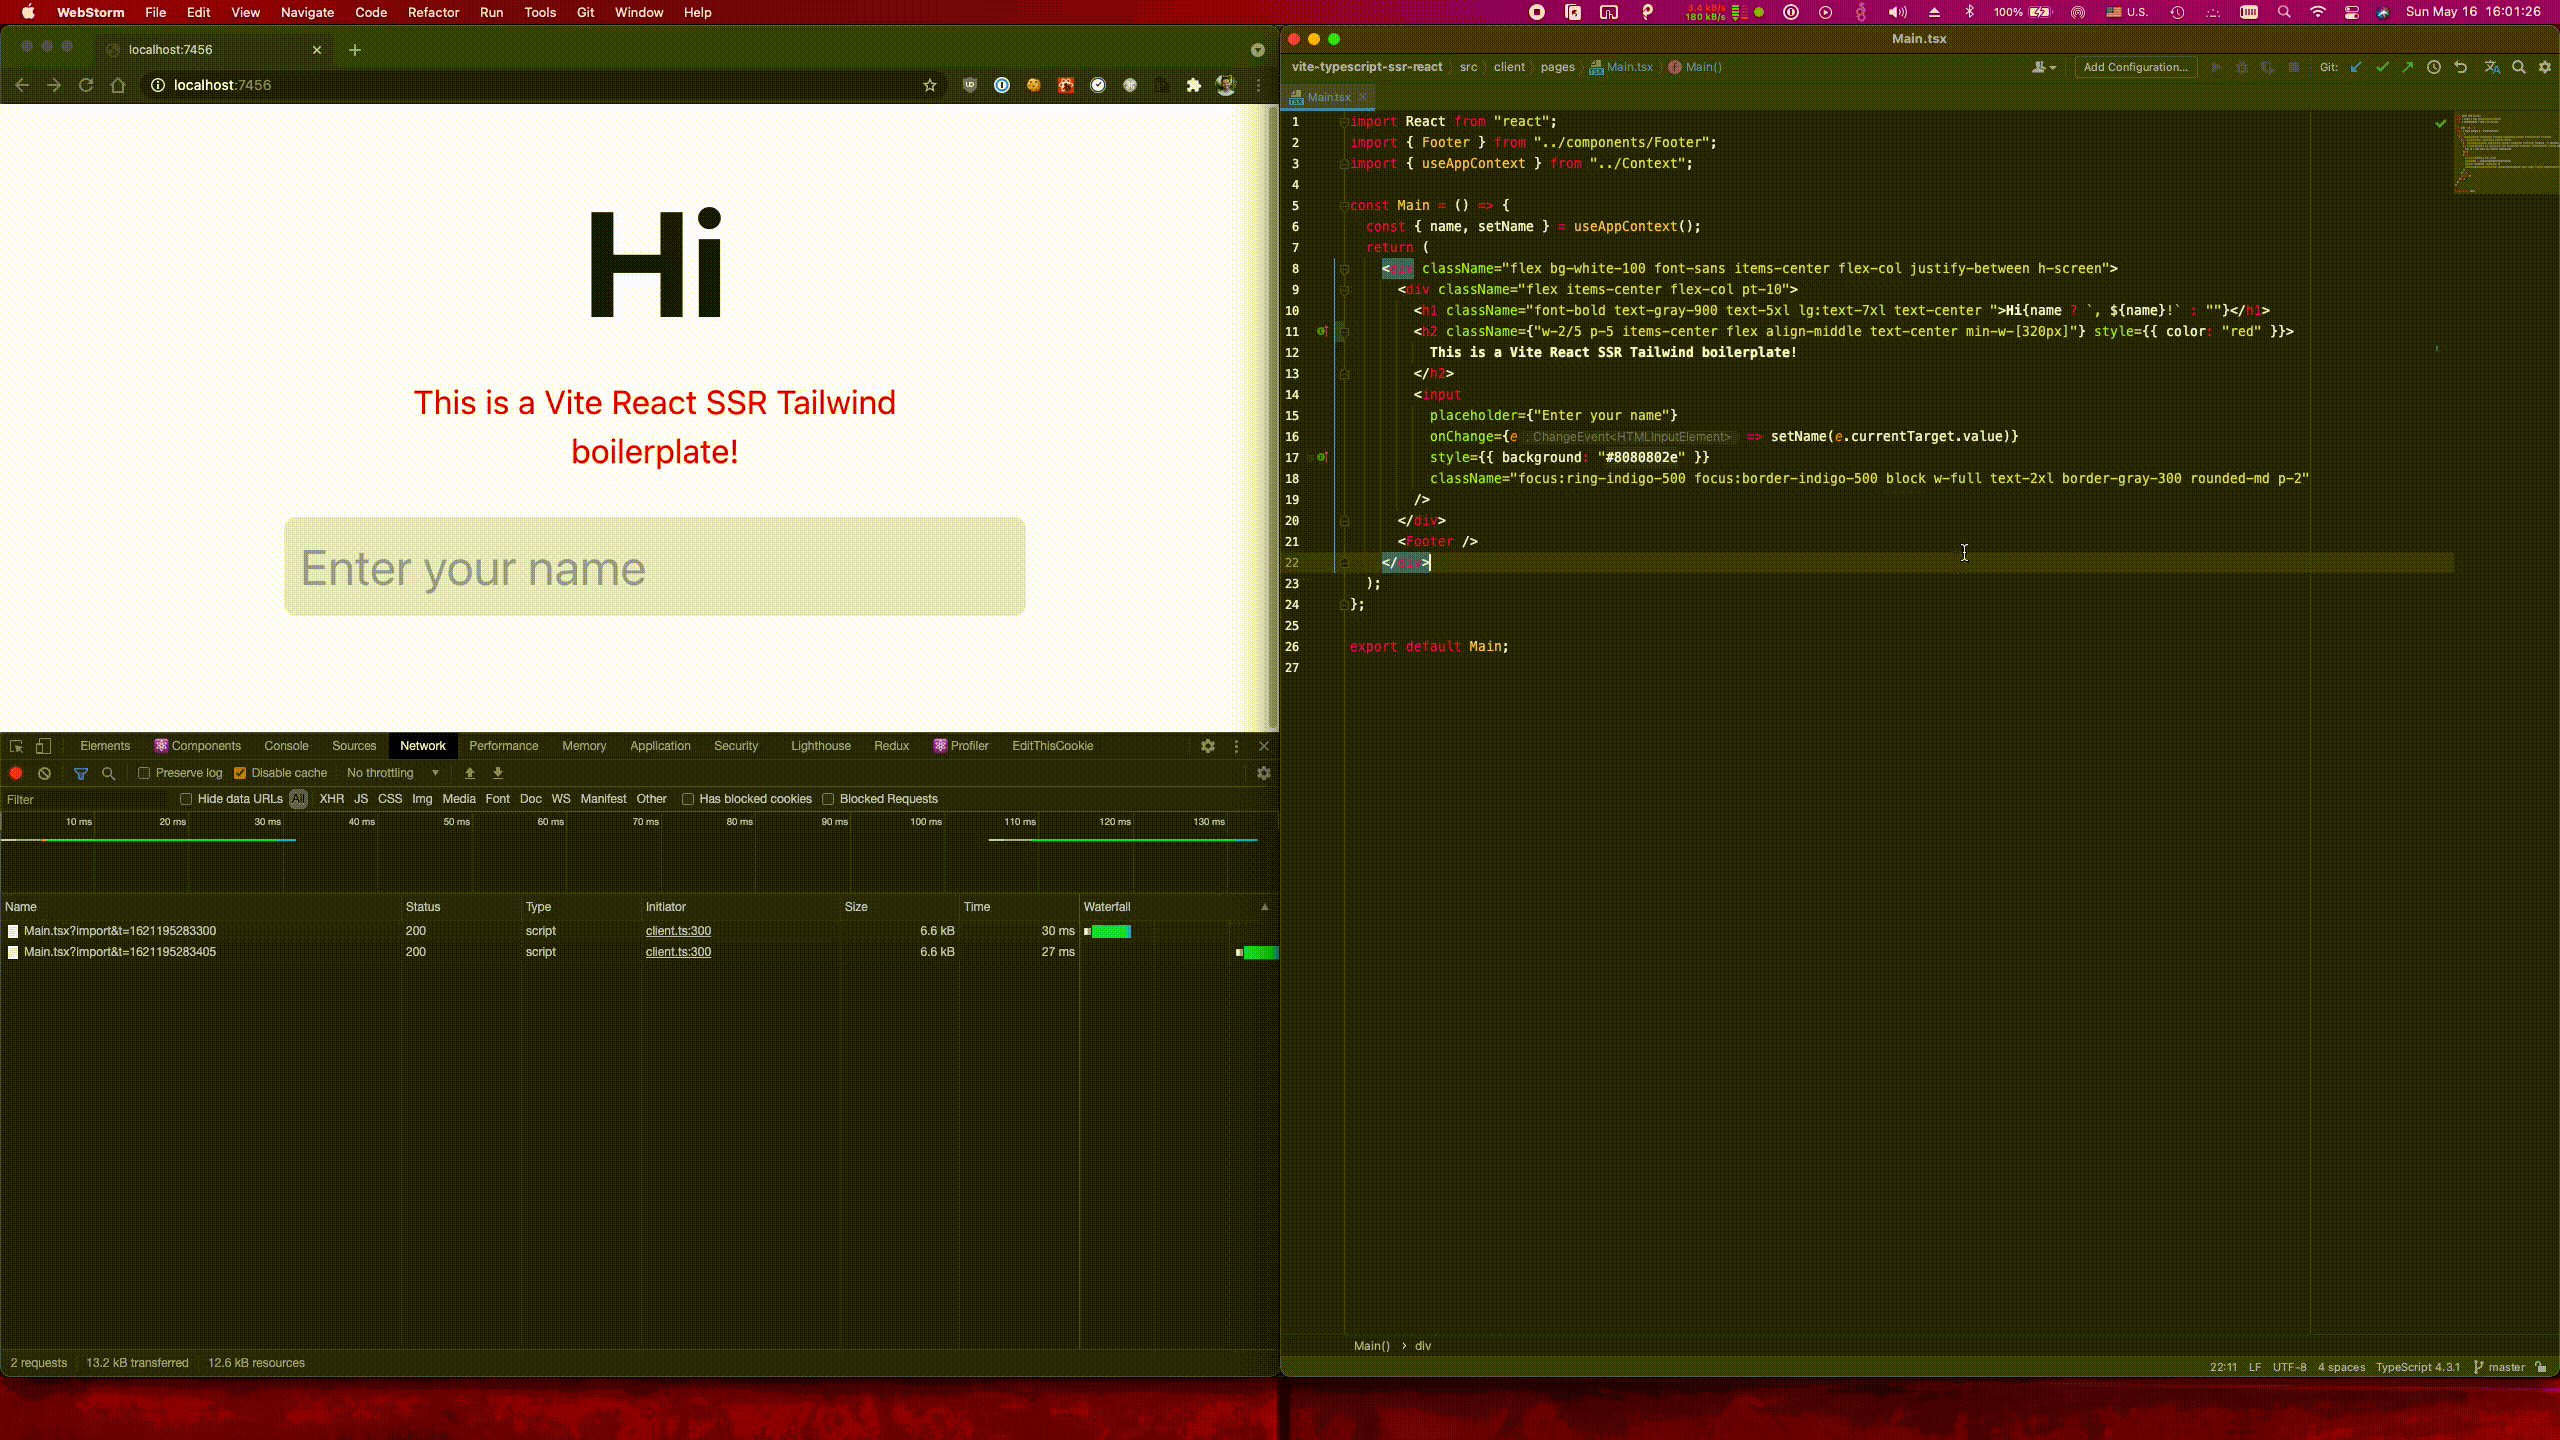 WebStorm File Edit View Navigate Code Refactor Run Tools Git Window Help
3.4 kB/s
180 kB/s
100% U.S. Sun May 16 16:01:26
localhost:7456
localhost:7456
Hi
This is a Vite React SSR Tailwind
boilerplate!
Enter your name
Elements Components Console Sources Network Performance Memory Application Security Lighthouse Redux Profiler EditThisCookie
Preserve log Disable cache No throttling
Filter Hide data URLs All XHR JS CSS Img Media Font Doc WS Manifest Other Has blocked cookies Blocked Requests
10 ms 20 ms 30 ms 40 ms 50 ms 60 ms 70 ms 80 ms 90 ms 100 ms 110 ms 120 ms 130 ms
Name Status Type Initiator Size Time Waterfall
Main.tsx?import&t=1621195283300 200 script client.ts:300 6.6 kB 30 ms
Main.tsx?import&t=1621195283405 200 script client.ts:300 6.6 kB 27 ms
2 requests 13.2 kB transferred 12.6 kB resources
Main.tsx
vite-typescript-ssr-react src client pages Main.tsx Main() Add Configuration... Git:
Main.tsx
1 import React from "react";
2 import { Footer } from "../components/Footer";
3 import { useAppContext } from "../Context";
4
5 const Main = () => {
6 const { name, setName } = useAppContext();
7 return (
8 <div className="flex bg-white-100 font-sans items-center flex-col justify-between h-screen">
9 <div className="flex items-center flex-col pt-10">
10 <h1 className="font-bold text-gray-900 text-5xl lg:text-7xl text-center ">Hi{name ? `, ${name}!` : ""}</h1>
11 <h2 className={"w-2/5 p-5 items-center flex align-middle text-center min-w-[320px]"} style={{ color: "red" }}>
12 This is a Vite React SSR Tailwind boilerplate!
13 </h2>
14 <input
15 placeholder={"Enter your name"}
16 onChange={e : ChangeEvent<HTMLInputElement> => setName(e.currentTarget.value)}
17 style={{ background: "#8080802e" }}
18 className="focus:ring-indigo-500 focus:border-indigo-500 block w-full text-2xl border-gray-300 rounded-md p-2"
19 />
20 </div>
21 <Footer />
22 </div>
23 );
24 };
25
26 export default Main;
27
Main() › div
22:11 LF UTF-8 4 spaces TypeScript 4.3.1 master